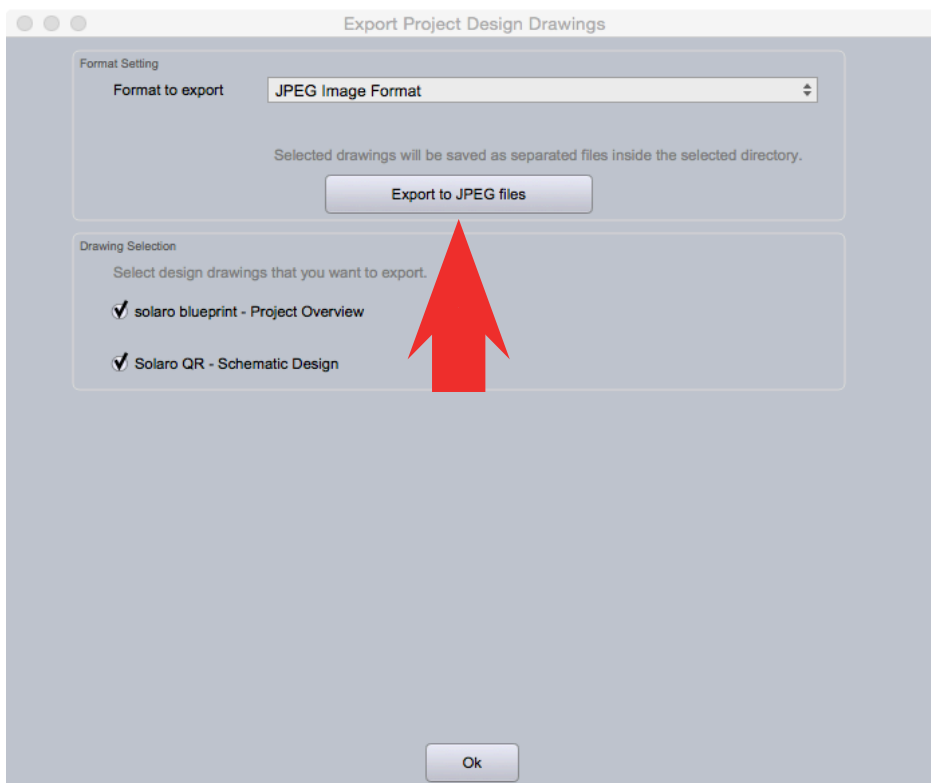 Export Project Design Drawings
Format Setting
Format to export
JPEG Image Format
Selected drawings will be saved as separated files inside the selected directory.
Export to JPEG files
Drawing Selection
Select design drawings that you want to export.
solaro blueprint - Project Overview
Solaro QR - Schematic Design
Ok